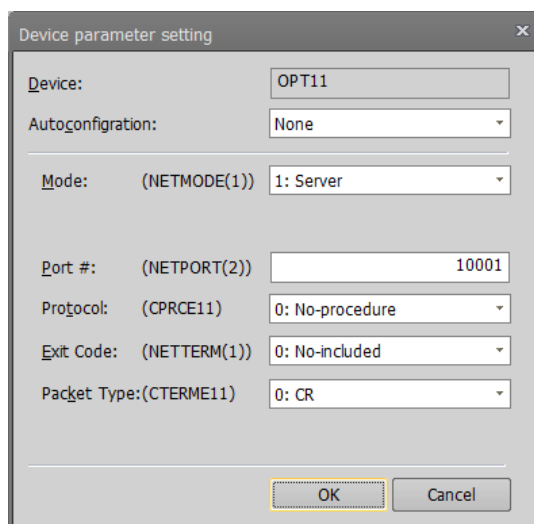 Device parameter setting x
Device: OPT11
Autoconfigration: None
Mode: (NETMODE(1)) 1: Server
Port #: (NETPORT(2)) 10001
Protocol: (CPRCE11) 0: No-procedure
Exit Code: (NETTERM(1)) 0: No-included
Packet Type:(CTERME11) 0: CR
OK Cancel